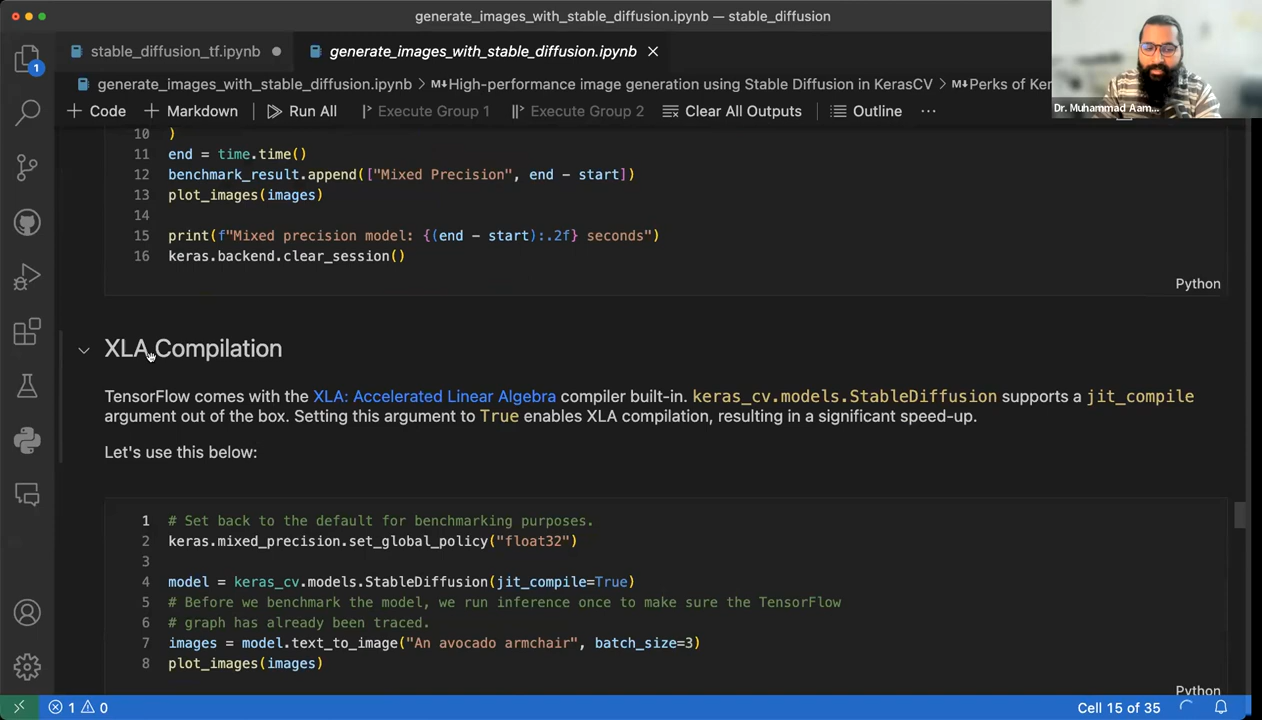 generate_images_with_stable_diffusion.ipynb — stable_diffusion
stable_diffusion_tf.ipynb
generate_images_with_stable_diffusion.ipynb
generate_images_with_stable_diffusion.ipynb > M↓High-performance image generation using Stable Diffusion in KerasCV > M↓Perks of Ker
+ Code + Markdown Run All Execute Group 1 Execute Group 2 Clear All Outputs Outline ...
Dr. Muhammad Aam...
1
10 )
11 end = time.time()
12 benchmark_result.append(["Mixed Precision", end - start])
13 plot_images(images)
14
15 print(f"Mixed precision model: {(end - start):.2f} seconds")
16 keras.backend.clear_session()
Python
XLA Compilation
TensorFlow comes with the XLA: Accelerated Linear Algebra compiler built-in. keras_cv.models.StableDiffusion supports a jit_compile
argument out of the box. Setting this argument to True enables XLA compilation, resulting in a significant speed-up.
Let's use this below:
1 # Set back to the default for benchmarking purposes.
2 keras.mixed_precision.set_global_policy("float32")
3
4 model = keras_cv.models.StableDiffusion(jit_compile=True)
5 # Before we benchmark the model, we run inference once to make sure the TensorFlow
6 # graph has already been traced.
7 images = model.text_to_image("An avocado armchair", batch_size=3)
8 plot_images(images)
Python
1 0
Cell 15 of 35